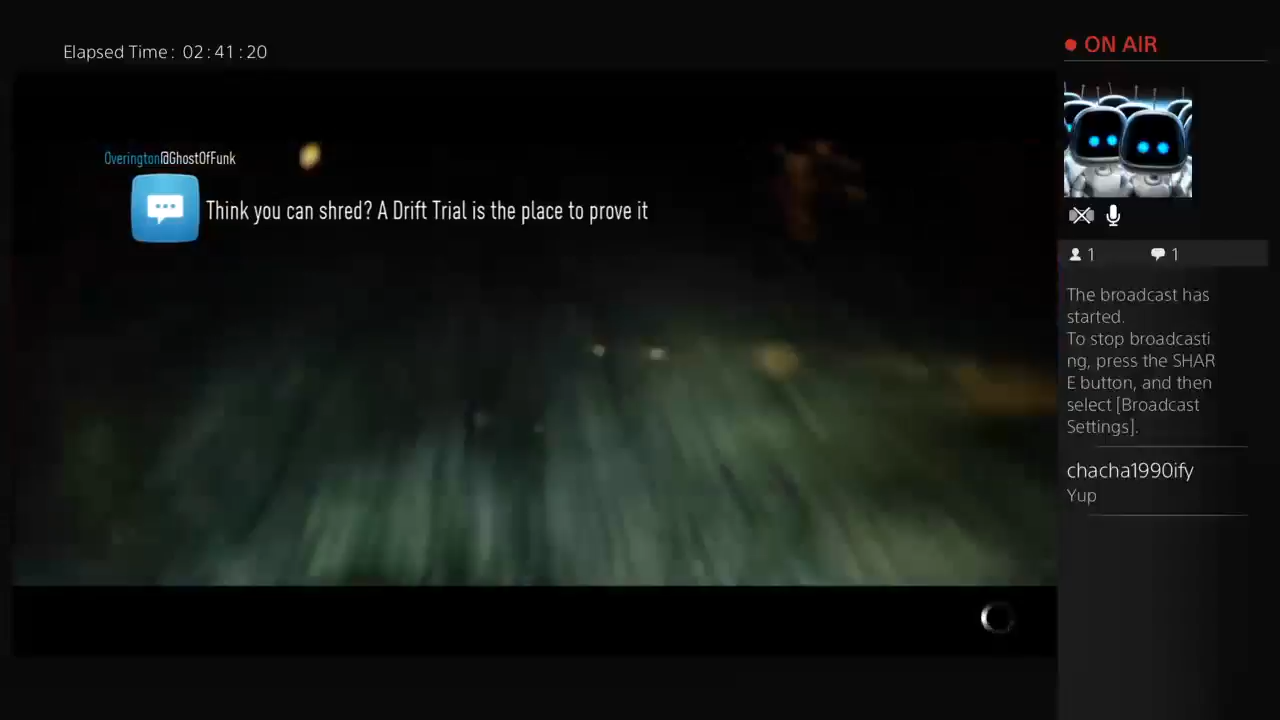 Elapsed Time: 02:41:20
ON AIR
Overington@GhostOfFunk
Think you can shred? A Drift Trial is the place to prove it
1 1
The broadcast has
started.
To stop broadcasti
ng, press the SHAR
E button, and then
select [Broadcast
Settings].
chacha1990ify
Yup